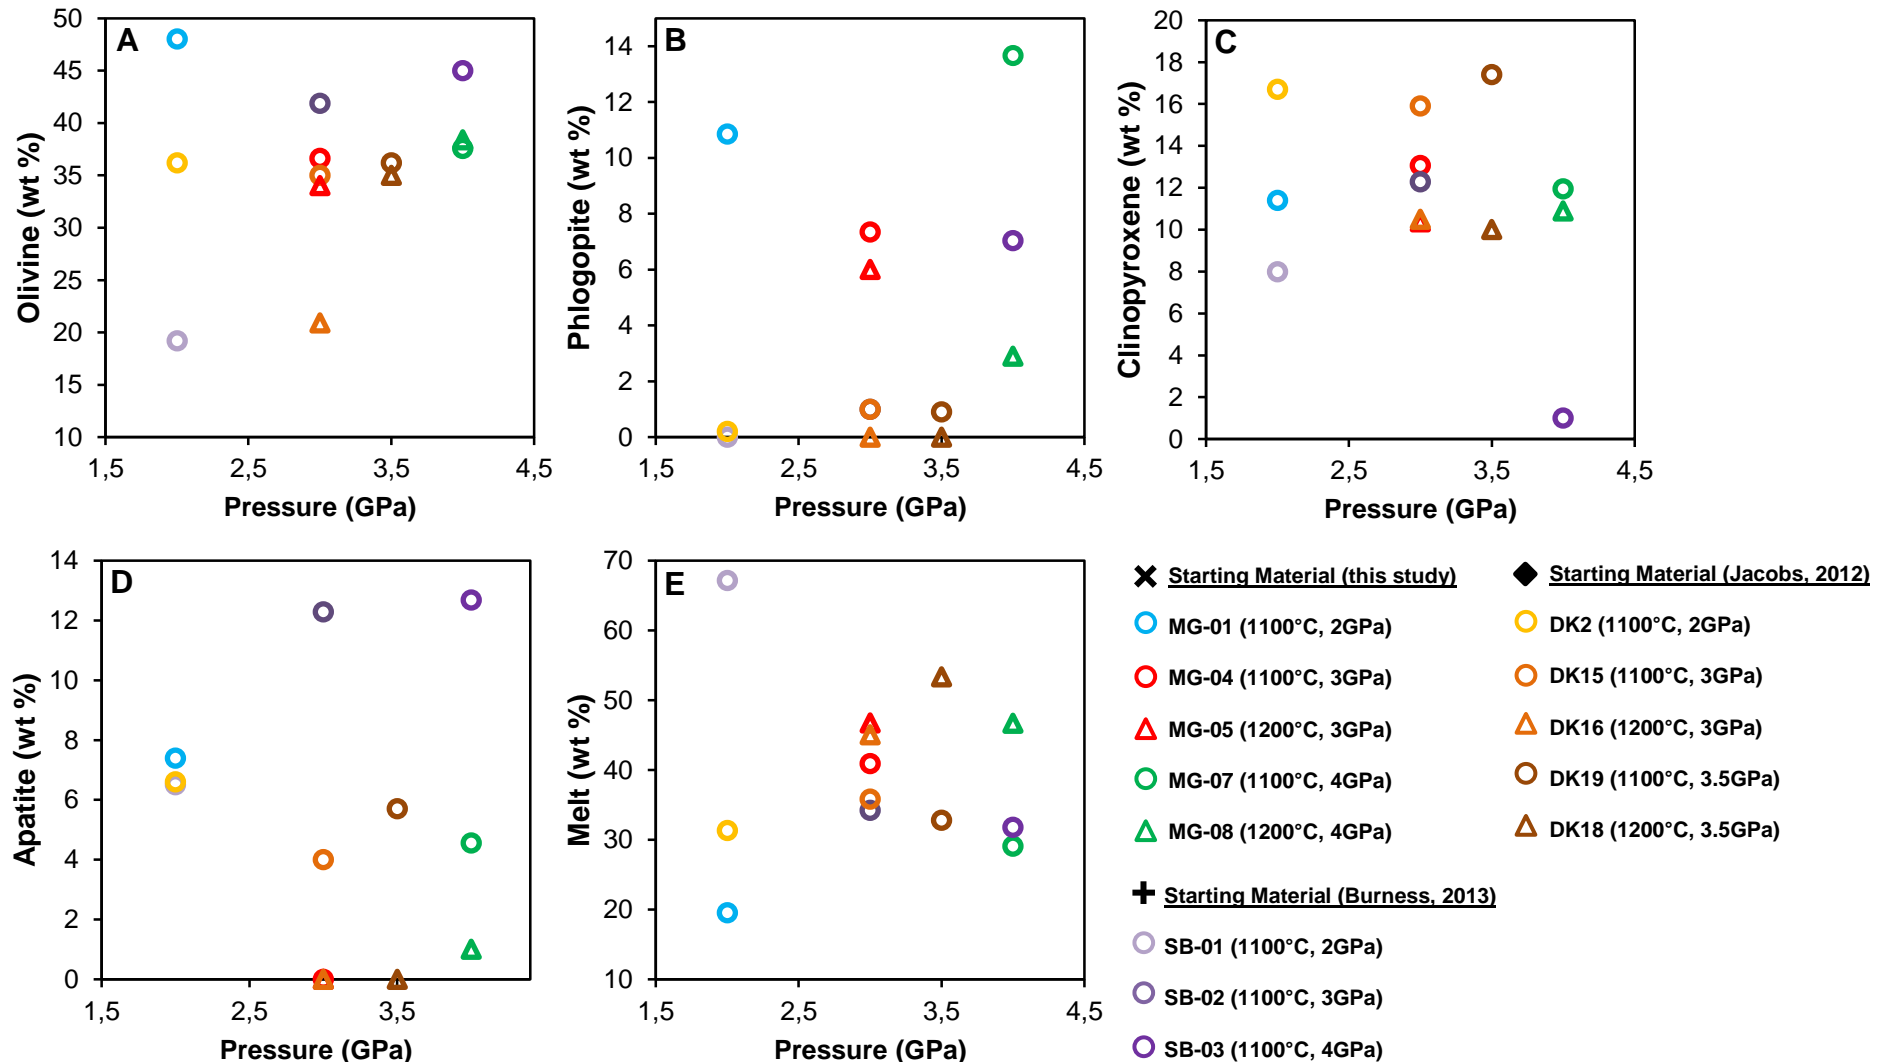 A
50
45
40
35
30
25
20
15
10
Olivine (wt %)
1,5
2,5
3,5
4,5
Pressure (GPa)
B
14
12
10
8
6
4
2
0
Phlogopite (wt %)
1,5
2,5
3,5
4,5
Pressure (GPa)
C
20
18
16
14
12
10
8
6
4
2
0
Clinopyroxene (wt %)
1,5
2,5
3,5
4,5
Pressure (GPa)
D
14
12
10
8
6
4
2
0
Apatite (wt %)
1,5
2,5
3,5
Pressure (GPa)
E
70
60
50
40
30
20
10
Melt (wt %)
1,5
2,5
3,5
4,5
Pressure (GPa)
Starting Material (this study)
MG-01 (1100°C, 2GPa)
MG-04 (1100°C, 3GPa)
MG-05 (1200°C, 3GPa)
MG-07 (1100°C, 4GPa)
MG-08 (1200°C, 4GPa)
Starting Material (Jacobs, 2012)
DK2 (1100°C, 2GPa)
DK15 (1100°C, 3GPa)
DK16 (1200°C, 3GPa)
DK19 (1100°C, 3.5GPa)
DK18 (1200°C, 3.5GPa)
Starting Material (Burness, 2013)
SB-01 (1100°C, 2GPa)
SB-02 (1100°C, 3GPa)
SB-03 (1100°C, 4GPa)